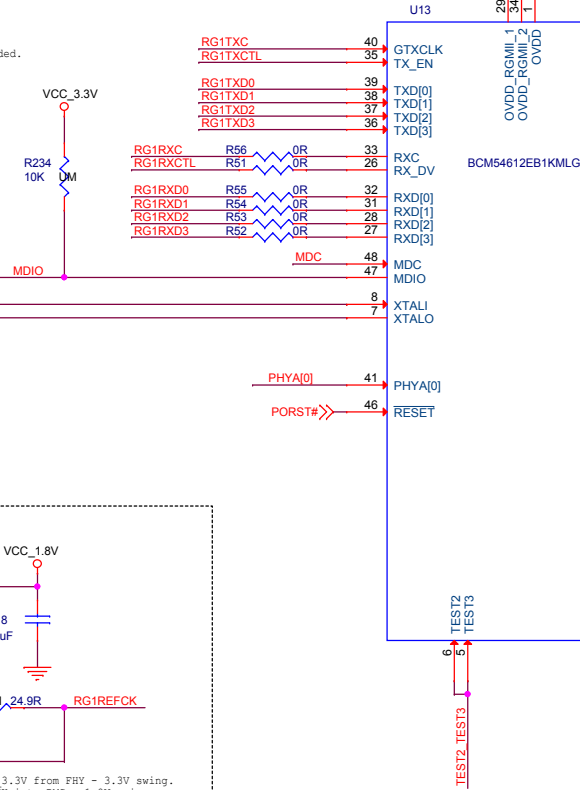 U13
29
34
1
ded.
RG1TXC 40 GTXCLK
RG1TXCTL 35 TX_EN
OVDD_RGMII_1
OVDD_RGMII_2
OVDD
RG1TXD0 39 TXD[0]
RG1TXD1 38 TXD[1]
RG1TXD2 37 TXD[2]
RG1TXD3 36 TXD[3]
VCC_3.3V
RG1RXC R56 0R 33 RXC
RG1RXCTL R51 0R 26 RX_DV
BCM54612EB1KMLG
R234
10K UM
RG1RXD0 R55 0R 32 RXD[0]
RG1RXD1 R54 0R 31 RXD[1]
RG1RXD2 R53 0R 28 RXD[2]
RG1RXD3 R52 0R 27 RXD[3]
MDC 48 MDC
MDIO 47 MDIO
8 XTALI
7 XTALO
PHYA[0] 41 PHYA[0]
PORST# 46 RESET
VCC_1.8V
8
uF
TEST2
TEST3
6
5
24.9R RG1REFCK
TEST2_TEST3
3.3V from FHY - 3.3V swing.